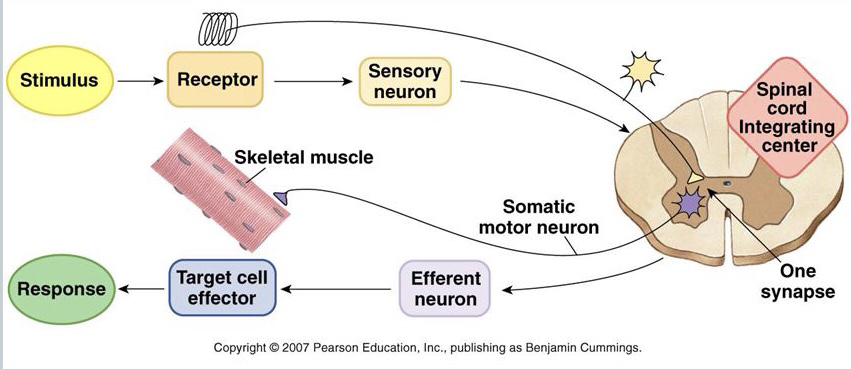 Stimulus
Receptor
Sensory
neuron
Spinal
cord
Integrating
center
Skeletal muscle
Somatic
motor neuron
One
synapse
Response
Target cell
effector
Efferent
neuron
Copyright © 2007 Pearson Education, Inc., publishing as Benjamin Cummings.